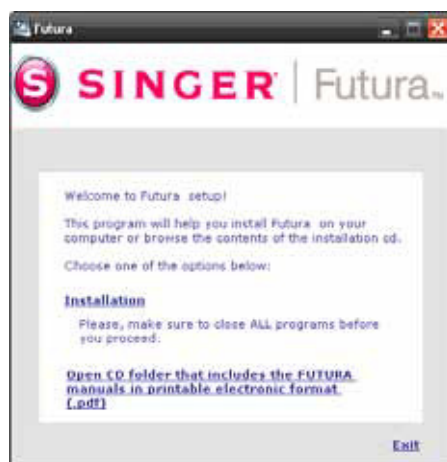 Futura
S SINGER® | Futura™
Welcome to Futura setup!
This program will help you install Futura on your
computer or browse the contents of the installation cd.
Choose one of the options below:
Installation
Please, make sure to close ALL programs before
you proceed.
Open CD folder that includes the FUTURA
manuals in printable electronic format
(.pdf)
Exit